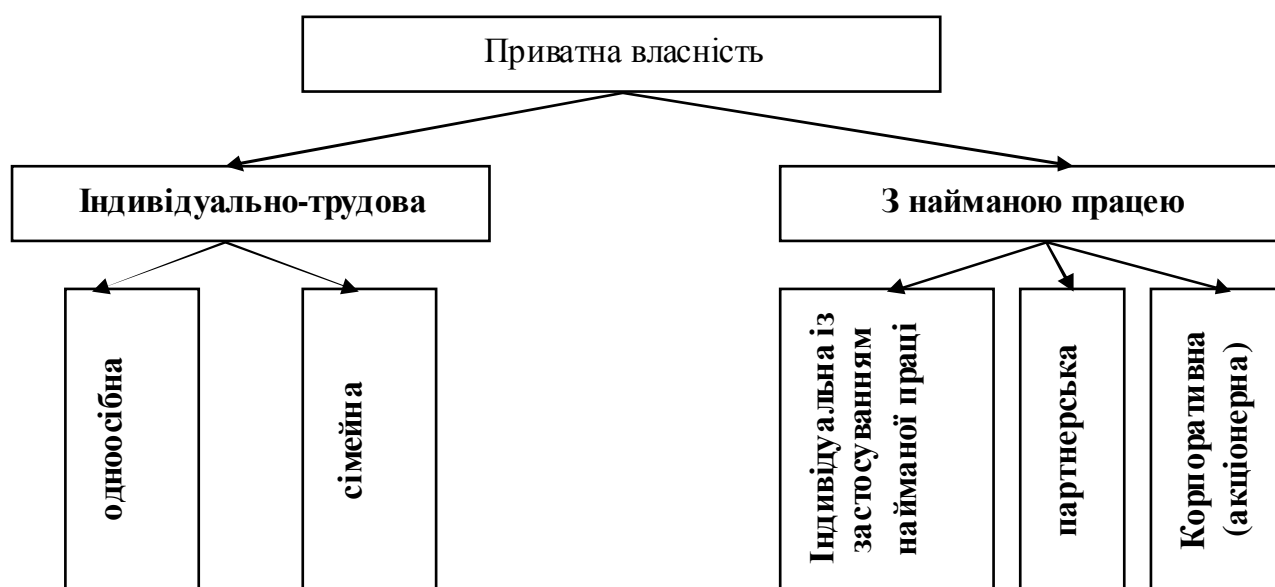 Приватна власність
Індивідуально-трудова
З найманою працею
одноосібна
сімейна
Індивідуальна із
застосуванням
найманої праці
партнерська
Корпоративна
(акціонерна)